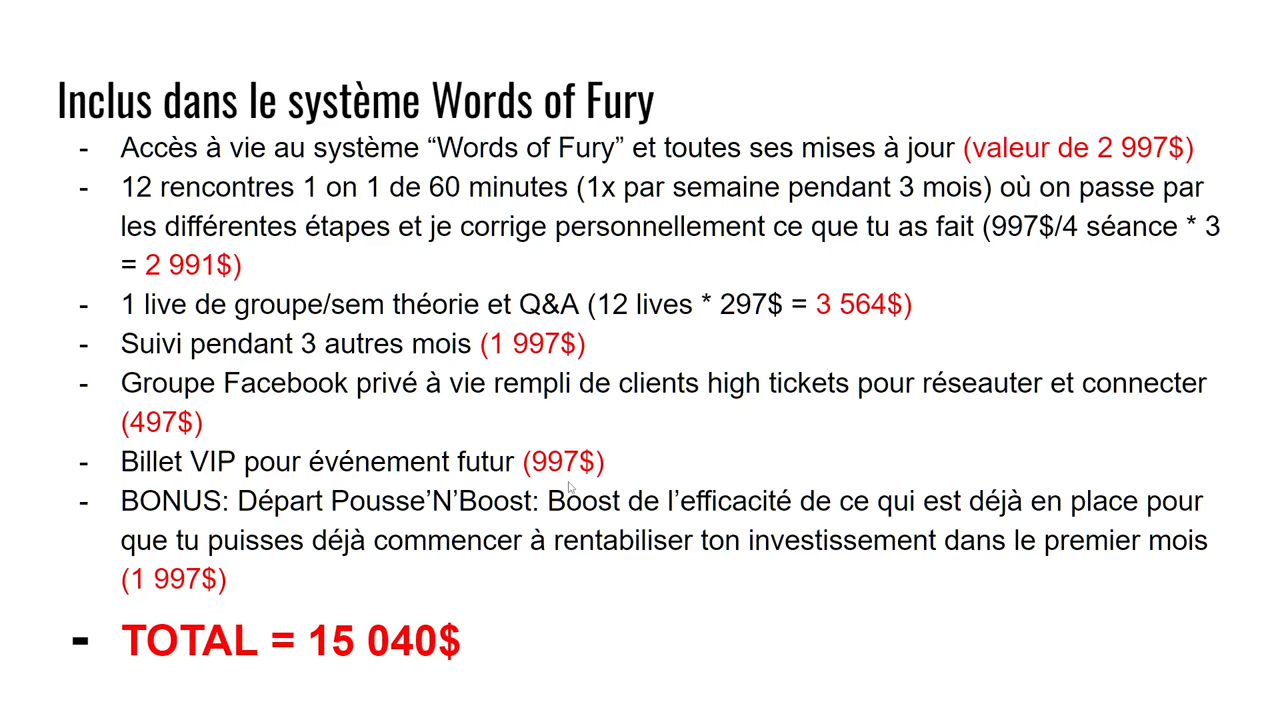 Inclus dans le système Words of Fury
- Accès à vie au système “Words of Fury” et toutes ses mises à jour (valeur de 2 997$)
- 12 rencontres 1 on 1 de 60 minutes (1x par semaine pendant 3 mois) où on passe par
les différentes étapes et je corrige personnellement ce que tu as fait (997$/4 séance * 3
= 2 991$)
- 1 live de groupe/sem théorie et Q&A (12 lives * 297$ = 3 564$)
- Suivi pendant 3 autres mois (1 997$)
- Groupe Facebook privé à vie rempli de clients high tickets pour réseauter et connecter
(497$)
- Billet VIP pour événement futur (997$)
- BONUS: Départ Pousse’N’Boost: Boost de l’efficacité de ce qui est déjà en place pour
que tu puisses déjà commencer à rentabiliser ton investissement dans le premier mois
(1 997$)
- TOTAL = 15 040$